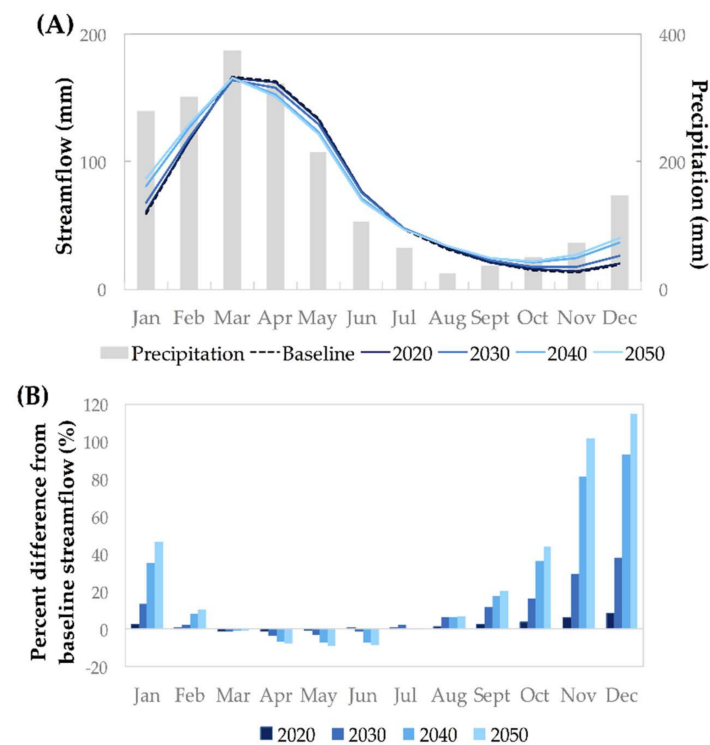 (A)
Streamflow (mm)
200
100
0
Precipitation (mm)
400
200
0
Jan Feb Mar Apr May Jun Jul Aug Sept Oct Nov Dec
Precipitation Baseline 2020 2030 2040 2050
(B)
Percent difference from
baseline streamflow (%)
120
100
80
60
40
20
0
-20
Jan Feb Mar Apr May Jun Jul Aug Sept Oct Nov Dec
2020 2030 2040 2050